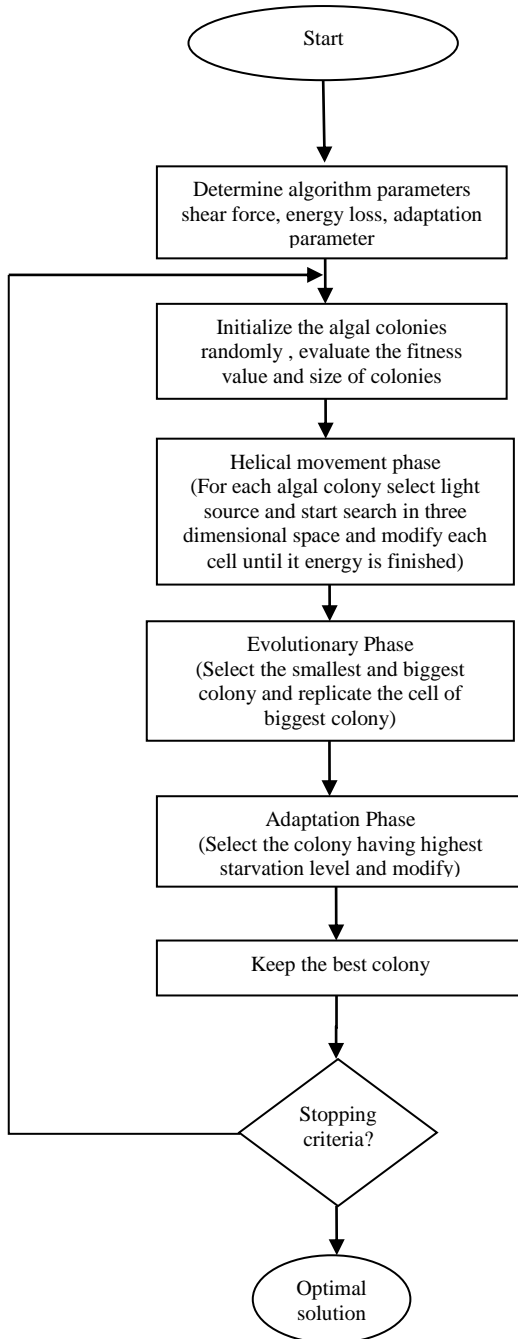 Start
Determine algorithm parameters
shear force, energy loss, adaptation
parameter
Initialize the algal colonies
randomly , evaluate the fitness
value and size of colonies
Helical movement phase
(For each algal colony select light
source and start search in three
dimensional space and modify each
cell until it energy is finished)
Evolutionary Phase
(Select the smallest and biggest
colony and replicate the cell of
biggest colony)
Adaptation Phase
(Select the colony having highest
starvation level and modify)
Keep the best colony
Stopping
criteria?
Optimal
solution